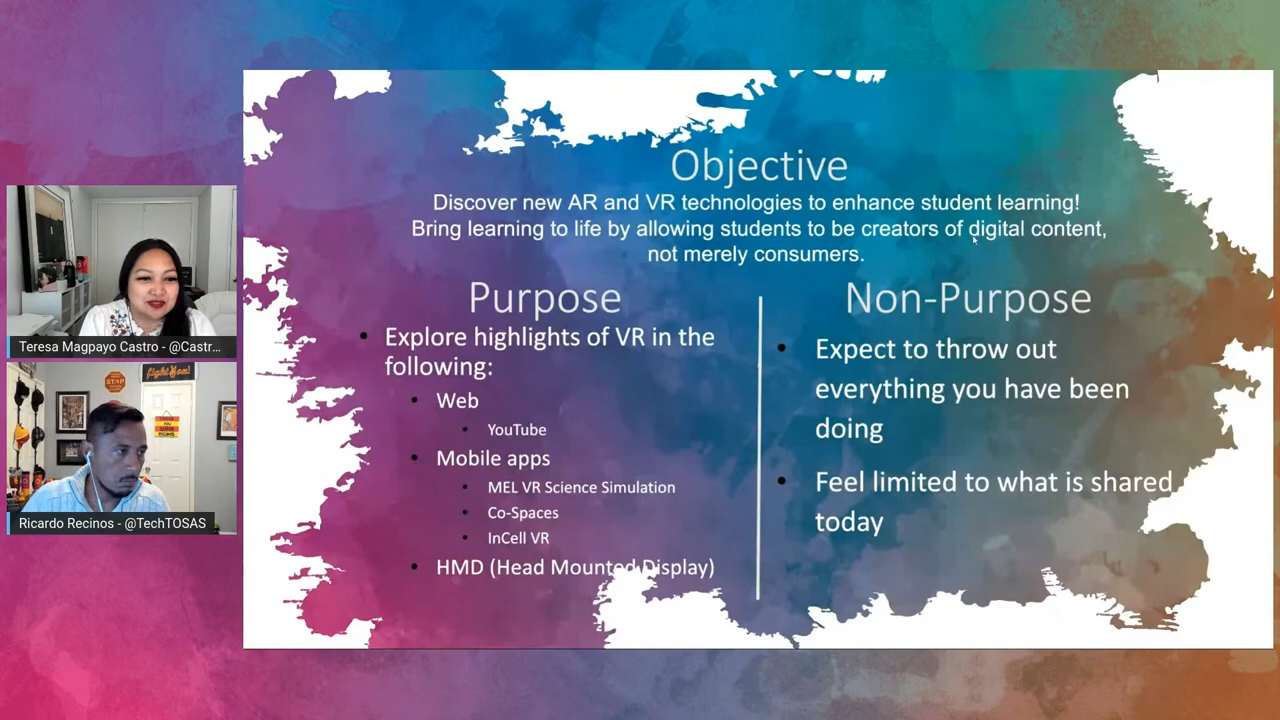 Objective
Discover new AR and VR technologies to enhance student learning!
Bring learning to life by allowing students to be creators of digital content,
not merely consumers.
Purpose
• Explore highlights of VR in the
following:
• Web
• YouTube
• Mobile apps
• MEL VR Science Simulation
• Co-Spaces
• InCell VR
• HMD (Head Mounted Display)
Non-Purpose
• Expect to throw out
everything you have been
doing
• Feel limited to what is shared
today
Teresa Magpayo Castro - @Castr...
STOP
fight on!
Ricardo Recinos - @TechTOSAS